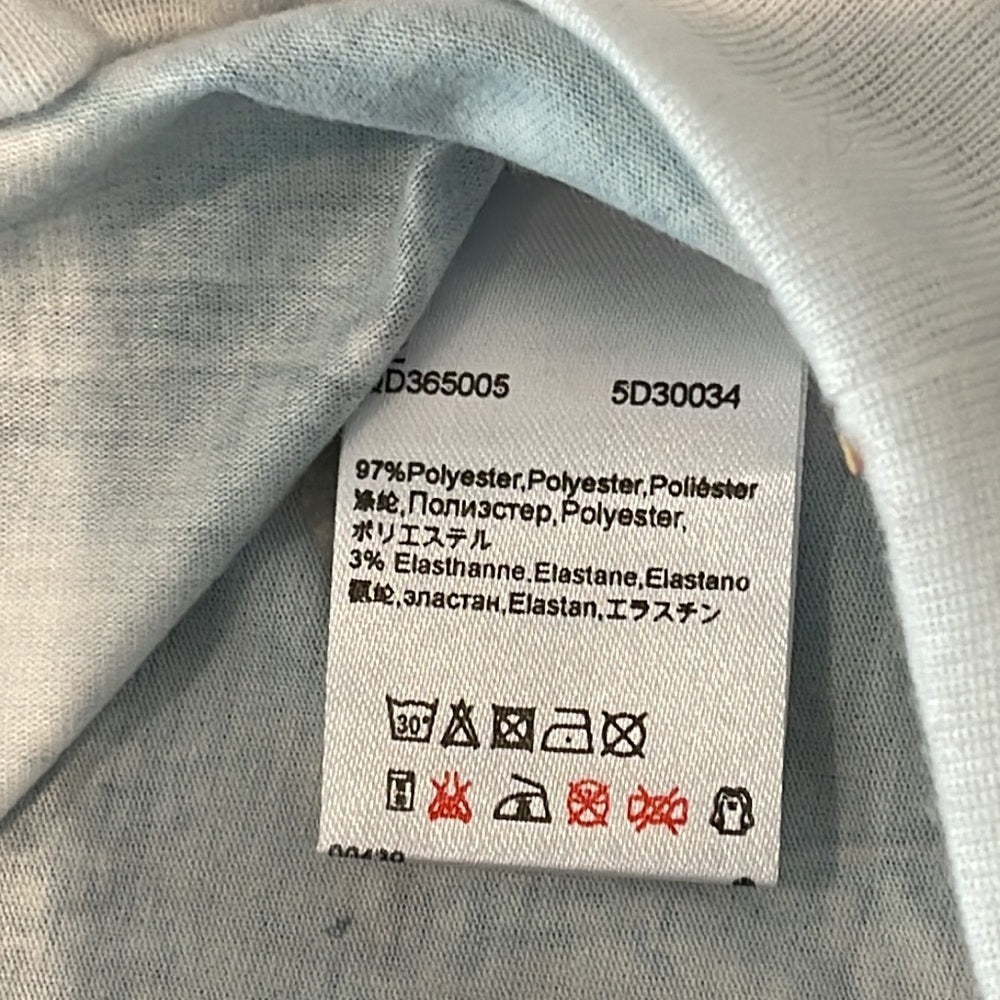 D365005 5D30034
97%Polyester,Polyester,Poliéster
涤纶,Полиэстер,Polyester,
ポリエステル
3% Elasthanne.Elastane,Elastano
氨纶,эластан,Elastan,エラスチン
30°